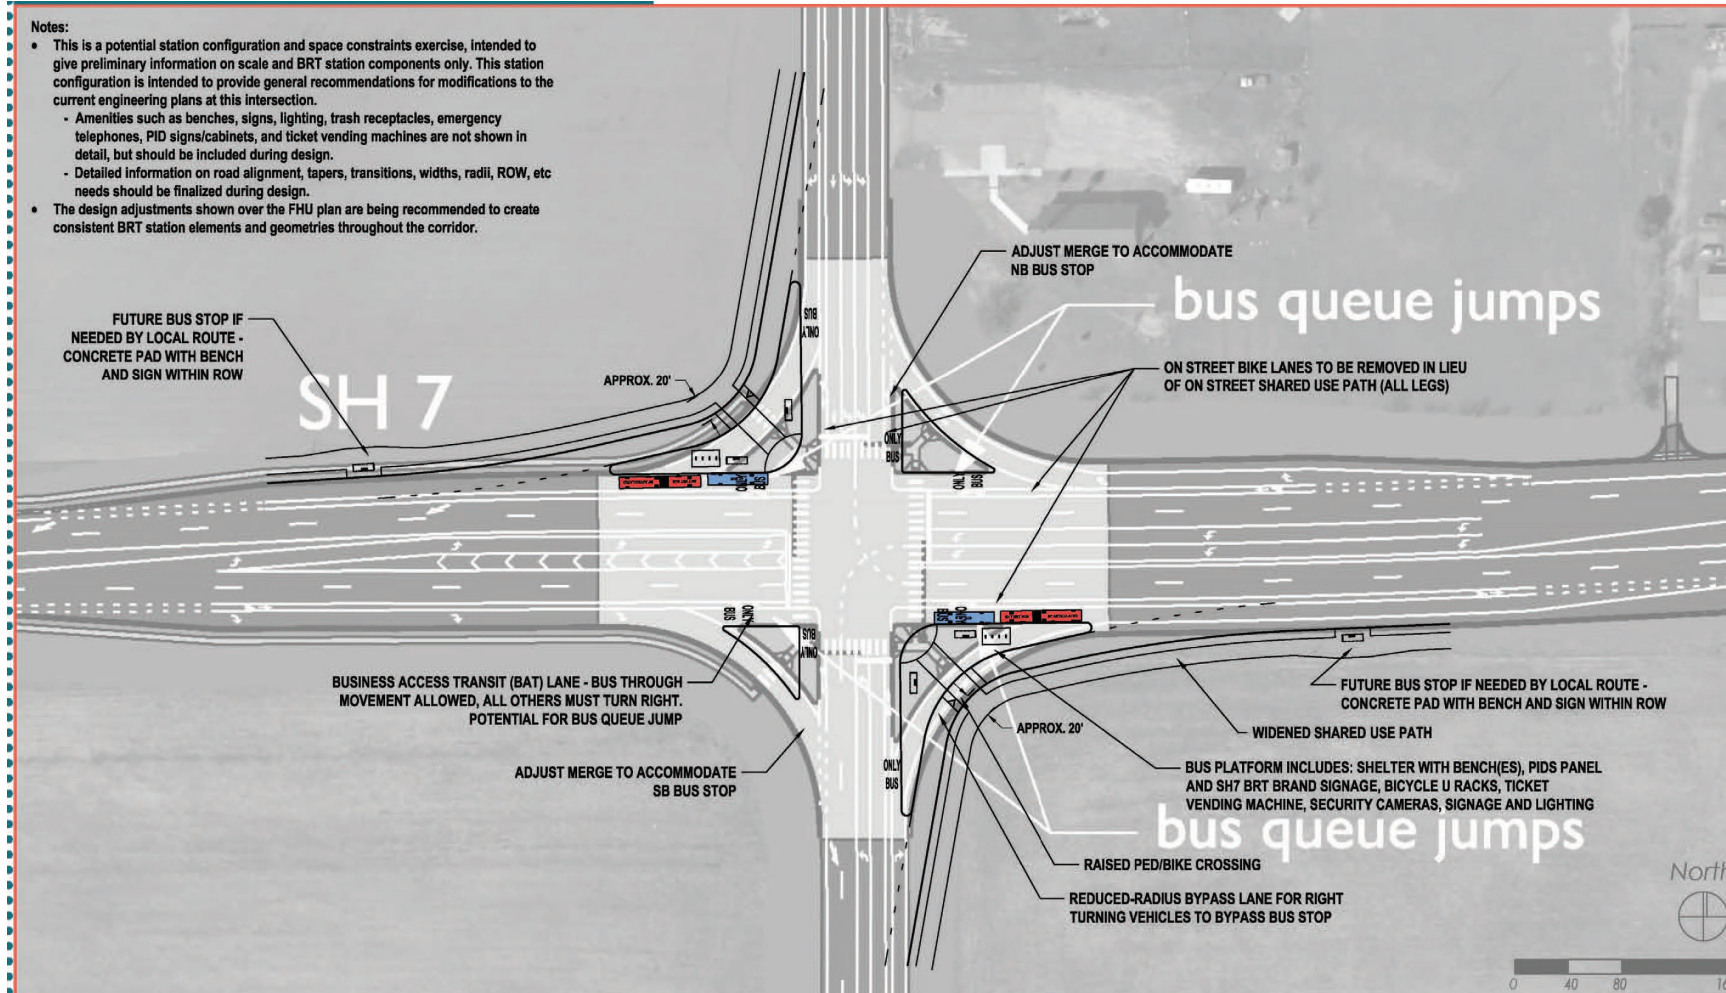 Notes:
• This is a potential station configuration and space constraints exercise, intended to
give preliminary information on scale and BRT station components only. This station
configuration is intended to provide general recommendations for modifications to the
current engineering plans at this intersection.
- Amenities such as benches, signs, lighting, trash receptacles, emergency
telephones, PID signs/cabinets, and ticket vending machines are not shown in
detail, but should be included during design.
- Detailed information on road alignment, tapers, transitions, widths, radii, ROW, etc
needs should be finalized during design.
• The design adjustments shown over the FHU plan are being recommended to create
consistent BRT station elements and geometries throughout the corridor.
ADJUST MERGE TO ACCOMMODATE
NB BUS STOP
bus queue jumps
FUTURE BUS STOP IF
NEEDED BY LOCAL ROUTE -
CONCRETE PAD WITH BENCH
AND SIGN WITHIN ROW
SH 7
APPROX. 20'
BUS
ONLY
ON STREET BIKE LANES TO BE REMOVED IN LIEU
OF ON STREET SHARED USE PATH (ALL LEGS)
ONLY
BUS
ONLY
BUS
ONLY
BUS
ONLY
BUS
ONLY
BUS
BUS
ONLY
BUSINESS ACCESS TRANSIT (BAT) LANE - BUS THROUGH
MOVEMENT ALLOWED, ALL OTHERS MUST TURN RIGHT.
POTENTIAL FOR BUS QUEUE JUMP
FUTURE BUS STOP IF NEEDED BY LOCAL ROUTE -
CONCRETE PAD WITH BENCH AND SIGN WITHIN ROW
APPROX. 20'
WIDENED SHARED USE PATH
ADJUST MERGE TO ACCOMMODATE
SB BUS STOP
ONLY
BUS
BUS PLATFORM INCLUDES: SHELTER WITH BENCH(ES), PIDS PANEL
AND SH7 BRT BRAND SIGNAGE, BICYCLE U RACKS, TICKET
VENDING MACHINE, SECURITY CAMERAS, SIGNAGE AND LIGHTING
bus queue jumps
RAISED PED/BIKE CROSSING
REDUCED-RADIUS BYPASS LANE FOR RIGHT
TURNING VEHICLES TO BYPASS BUS STOP
North
0 40 80